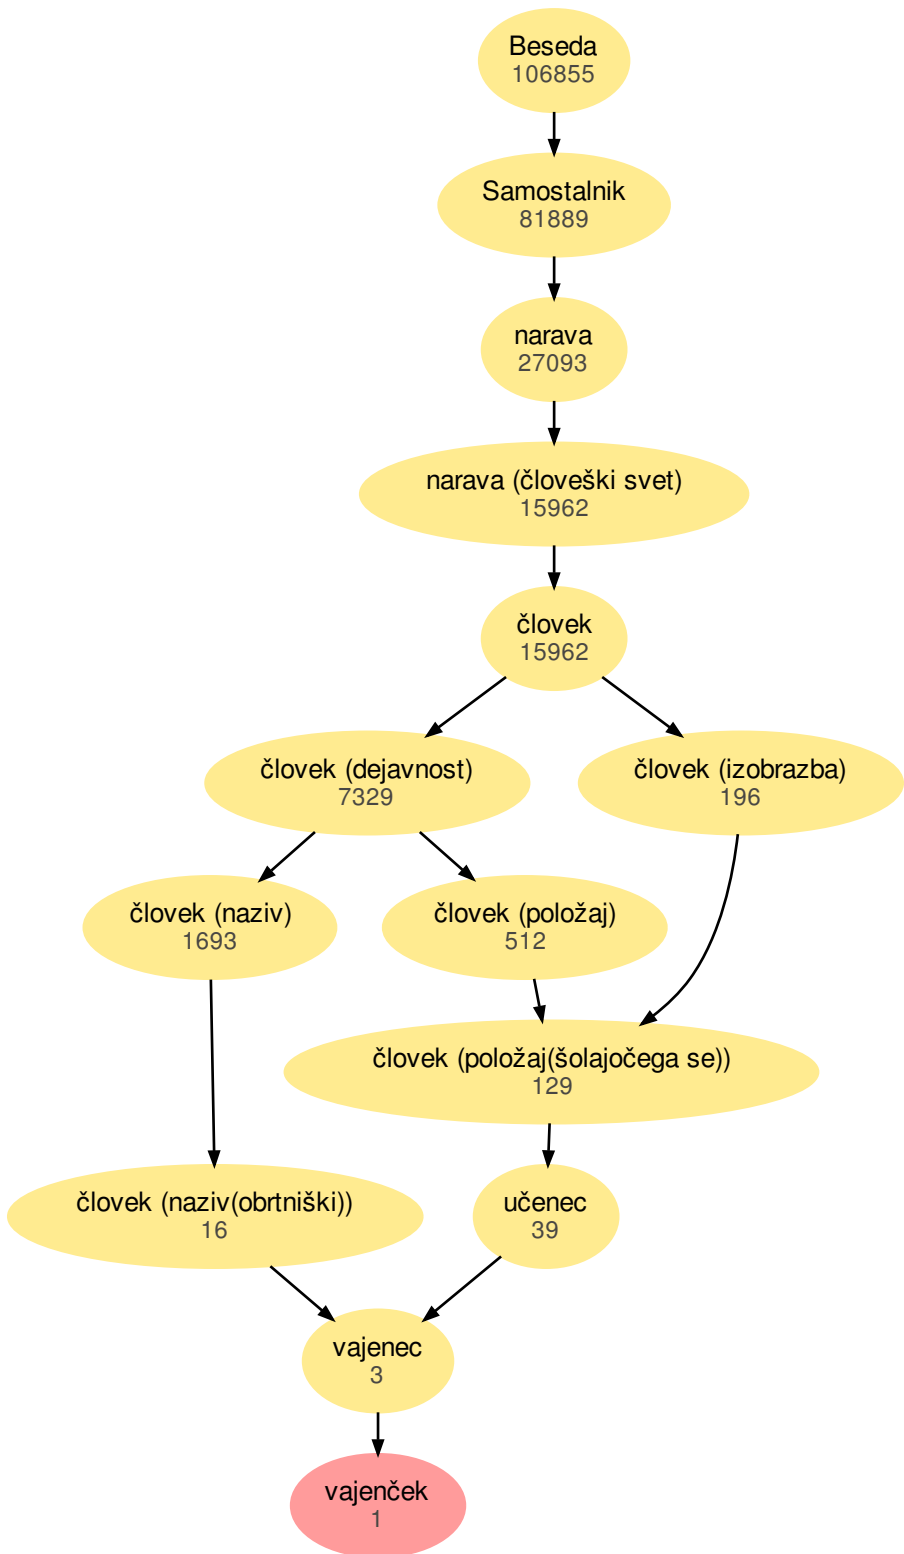 Beseda
106855
Samostalnik
81889
narava
27093
narava (človeški svet)
15962
človek
15962
človek (dejavnost)
7329
človek (izobrazba)
196
človek (naziv)
1693
človek (položaj)
512
človek (položaj(šolajočega se))
129
človek (naziv(obrtniški))
16
učenec
39
vajenec
3
vajenček
1